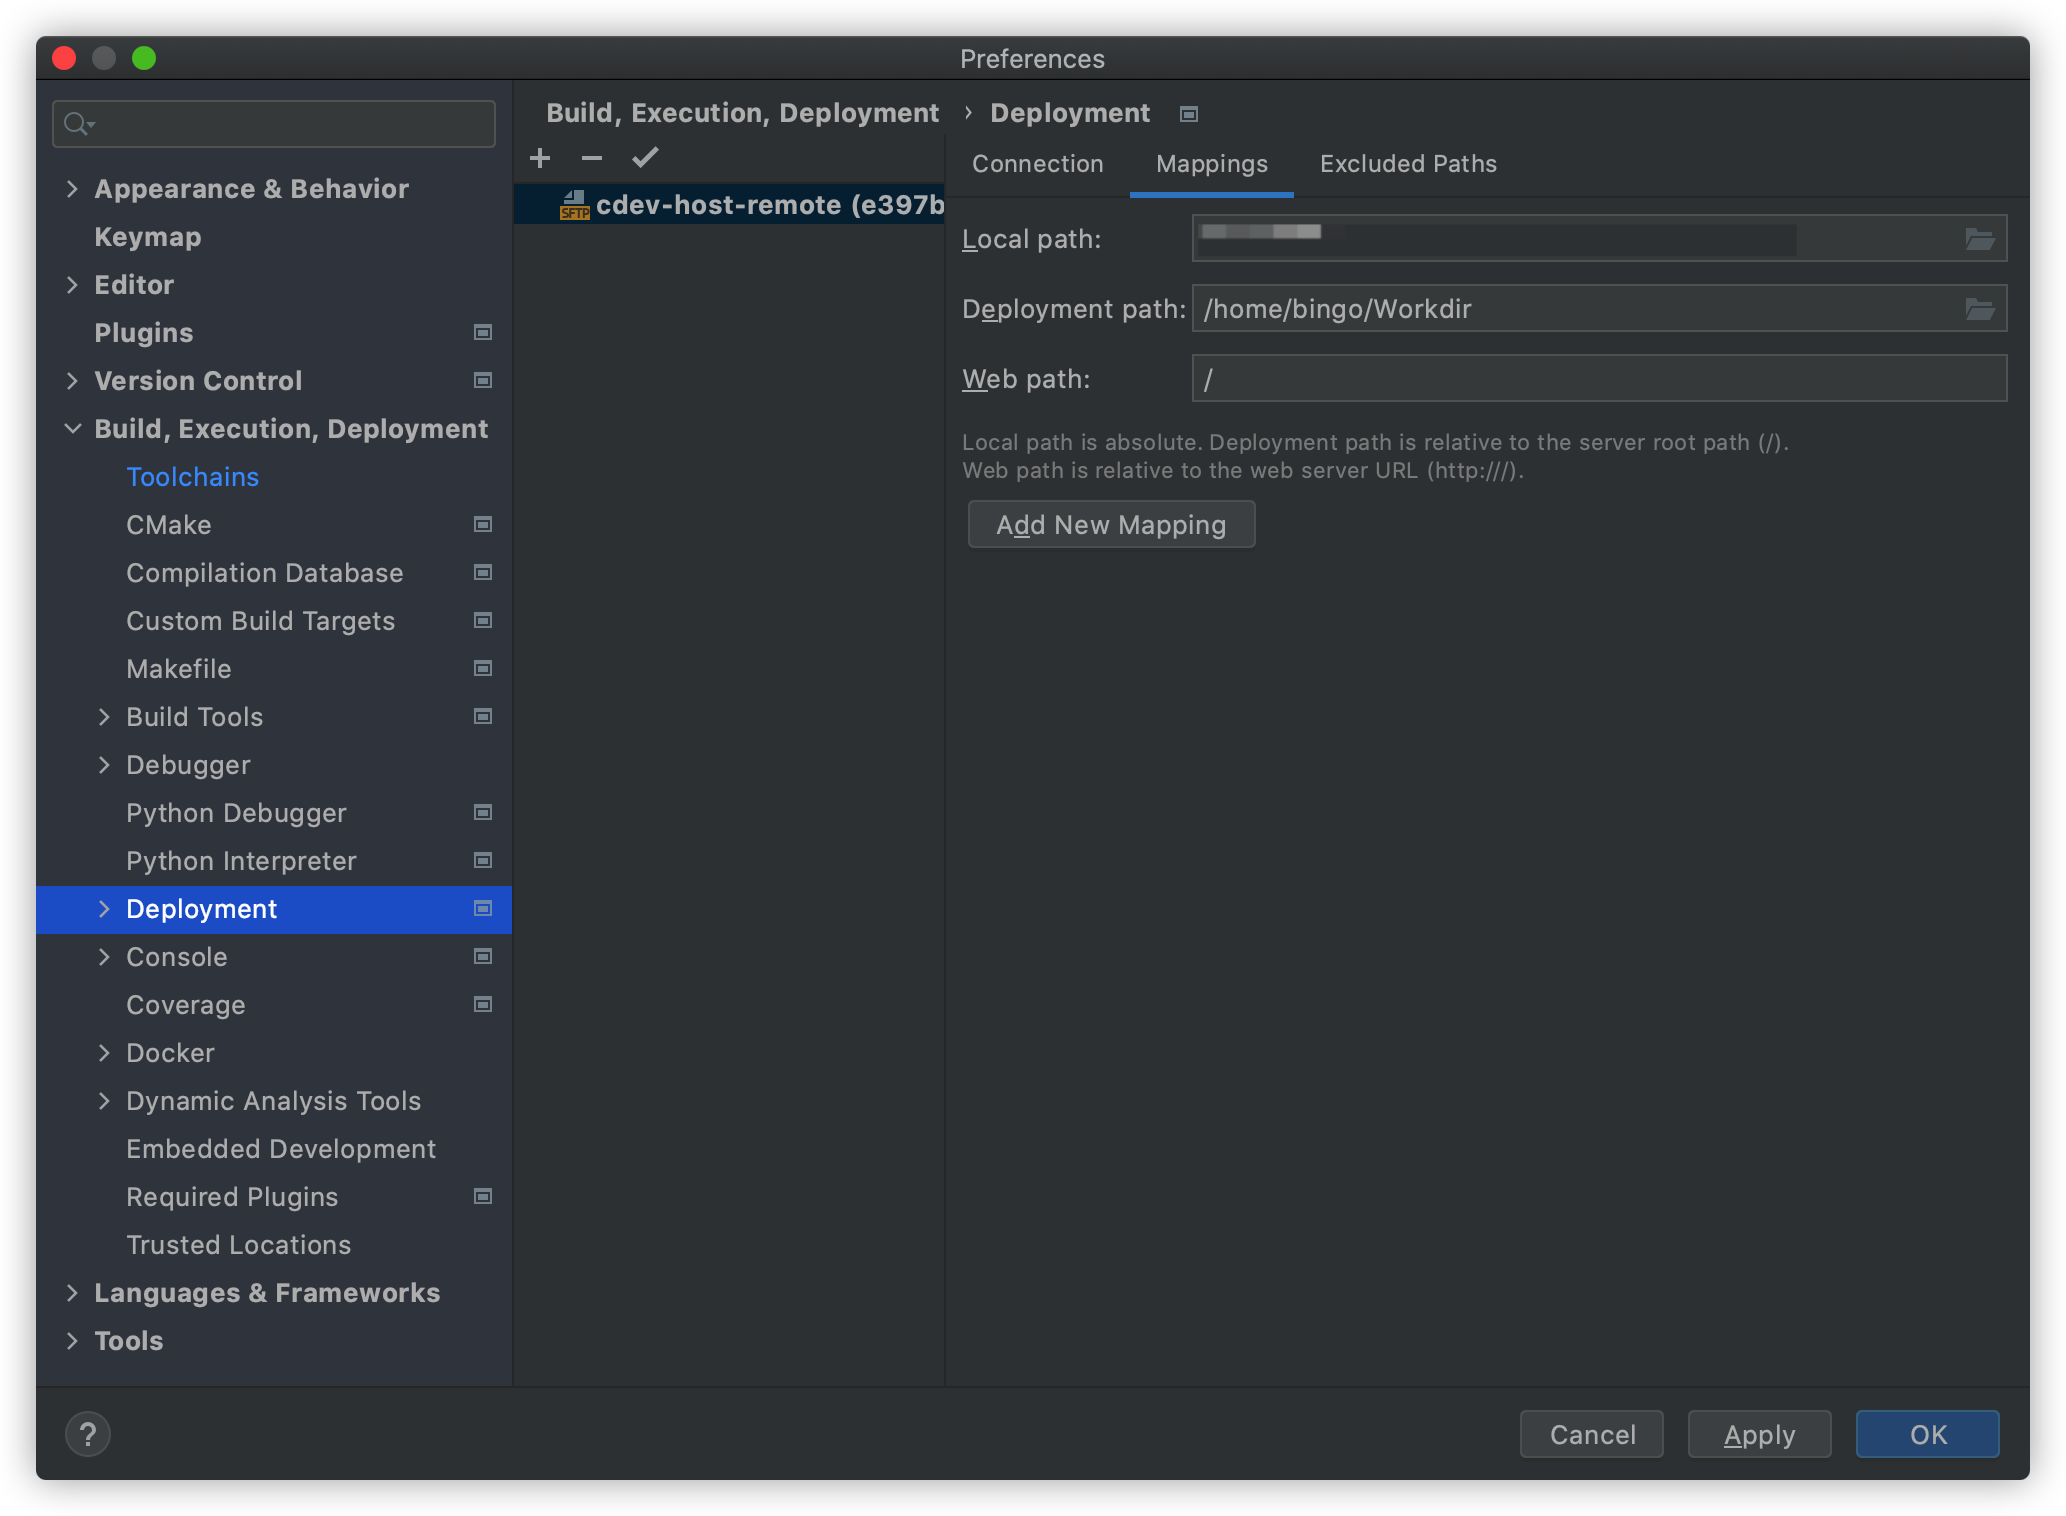 Preferences
Appearance & Behavior
Keymap
Editor
Plugins
Version Control
Build, Execution, Deployment
Toolchains
CMake
Compilation Database
Custom Build Targets
Makefile
Build Tools
Debugger
Python Debugger
Python Interpreter
Deployment
Console
Coverage
Docker
Dynamic Analysis Tools
Embedded Development
Required Plugins
Trusted Locations
Languages & Frameworks
Tools
Build, Execution, Deployment › Deployment
SFTP cdev-host-remote (e397b
Connection Mappings Excluded Paths
Local path:
Deployment path: /home/bingo/Workdir
Web path: /
Local path is absolute. Deployment path is relative to the server root path (/).
Web path is relative to the web server URL (http:///).
Add New Mapping
? Cancel Apply OK